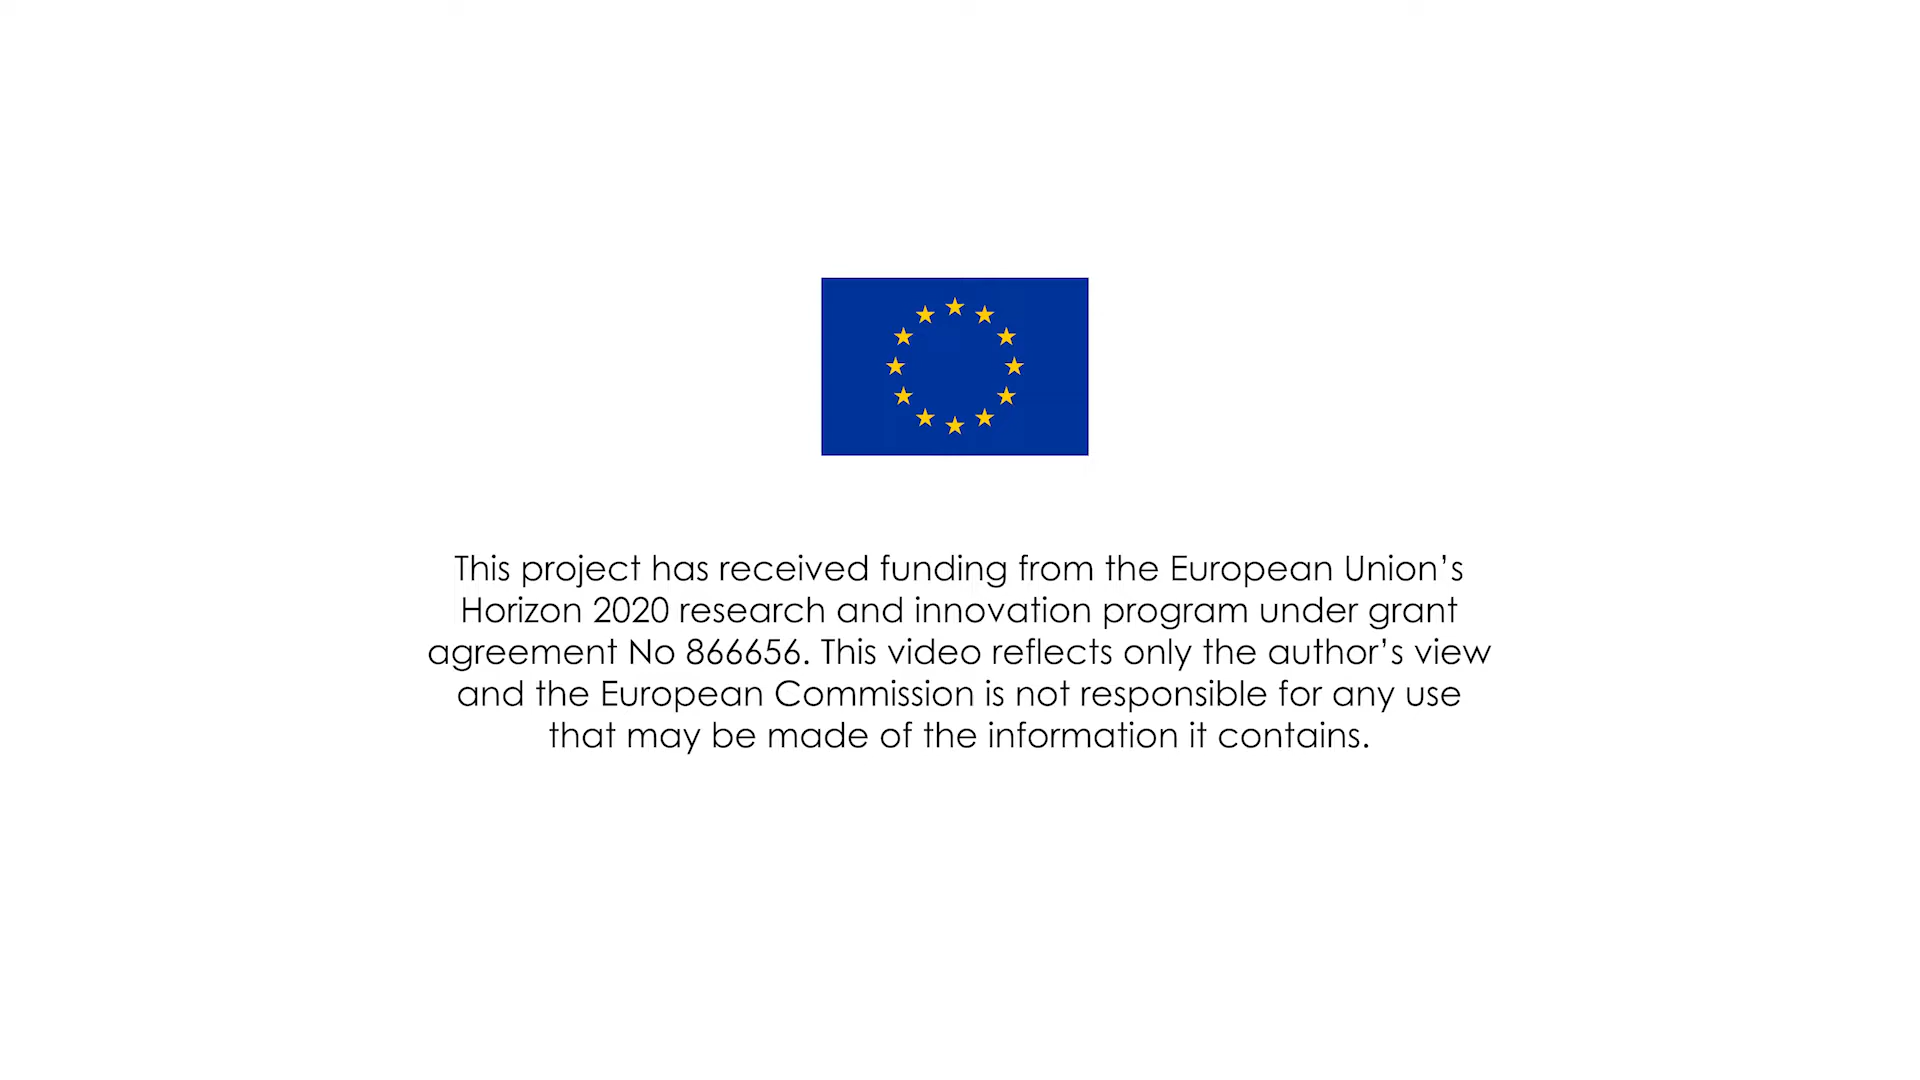 This project has received funding from the European Union’s
Horizon 2020 research and innovation program under grant
agreement No 866656. This video reflects only the author’s view
and the European Commission is not responsible for any use
that may be made of the information it contains.